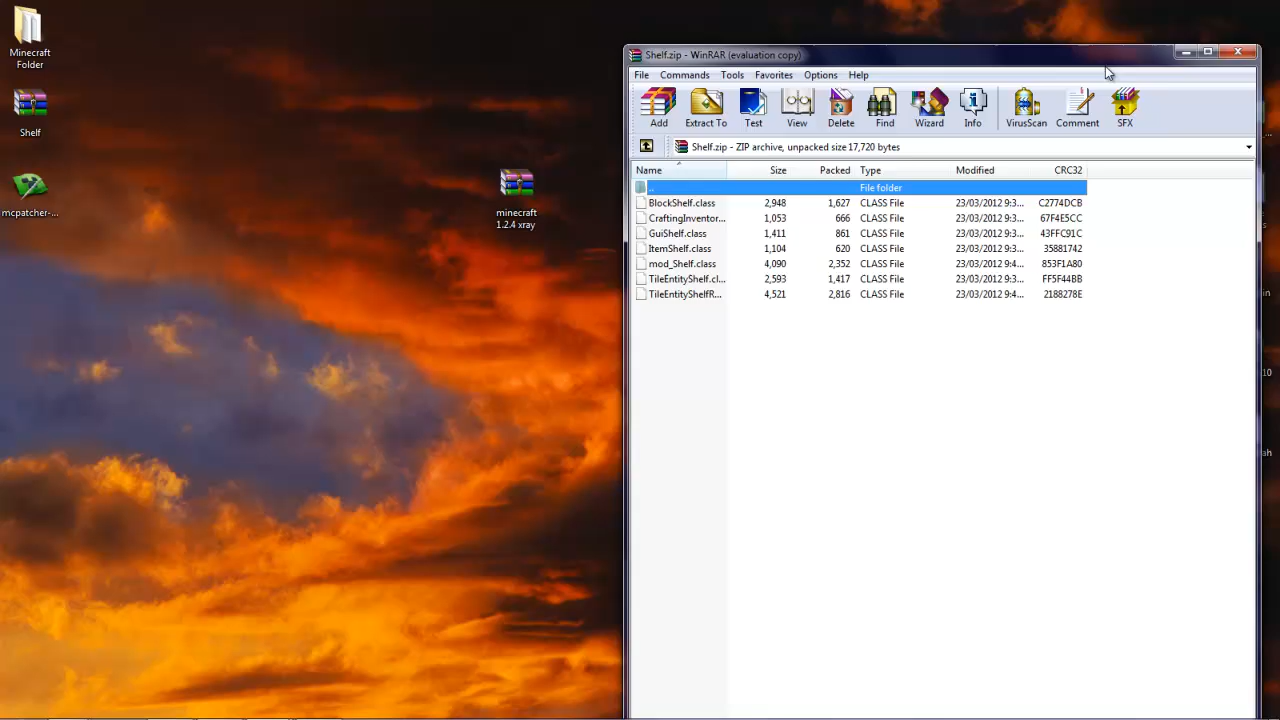 Minecraft
Folder
Shelf
mcpatcher-...
minecraft
1.2.4 xray
Shelf.zip - WinRAR (evaluation copy)
File Commands Tools Favorites Options Help
Add Extract To Test View Delete Find Wizard Info VirusScan Comment SFX
Shelf.zip - ZIP archive, unpacked size 17,720 bytes
Name Size Packed Type Modified CRC32
.. File folder
BlockShelf.class 2,948 1,627 CLASS File 23/03/2012 9:3... C2774DCB
CraftingInventor... 1,053 666 CLASS File 23/03/2012 9:3... 67F4E5CC
GuiShelf.class 1,411 861 CLASS File 23/03/2012 9:3... 43FFC91C
ItemShelf.class 1,104 620 CLASS File 23/03/2012 9:3... 35881742
mod_Shelf.class 4,090 2,352 CLASS File 23/03/2012 9:4... 853F1A80
TileEntityShelf.cl... 2,593 1,417 CLASS File 23/03/2012 9:3... FF5F44BB
TileEntityShelfR... 4,521 2,816 CLASS File 23/03/2012 9:4... 2188278E